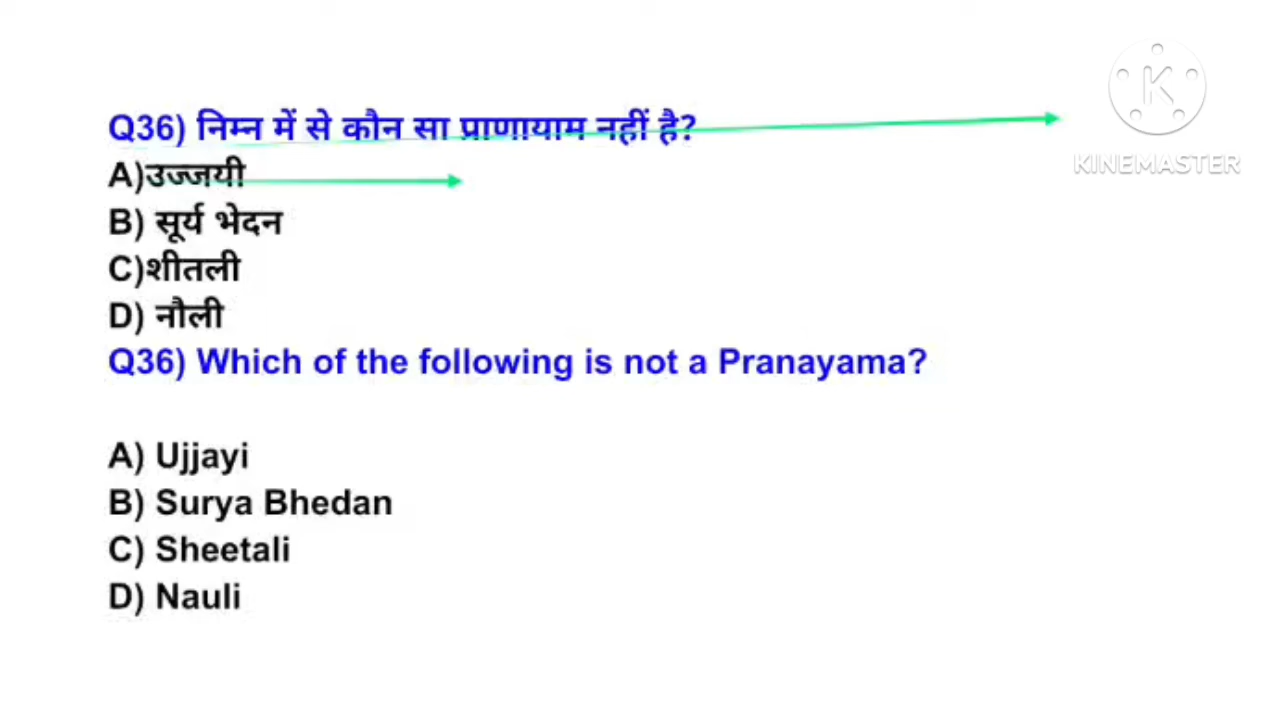 Q36) निम्न में से कौन सा प्राणायाम नहीं है?
A)उज्जयी
B) सूर्य भेदन
C)शीतली
D) नौली
Q36) Which of the following is not a Pranayama?
A) Ujjayi
B) Surya Bhedan
C) Sheetali
D) Nauli
K
KINEMASTER